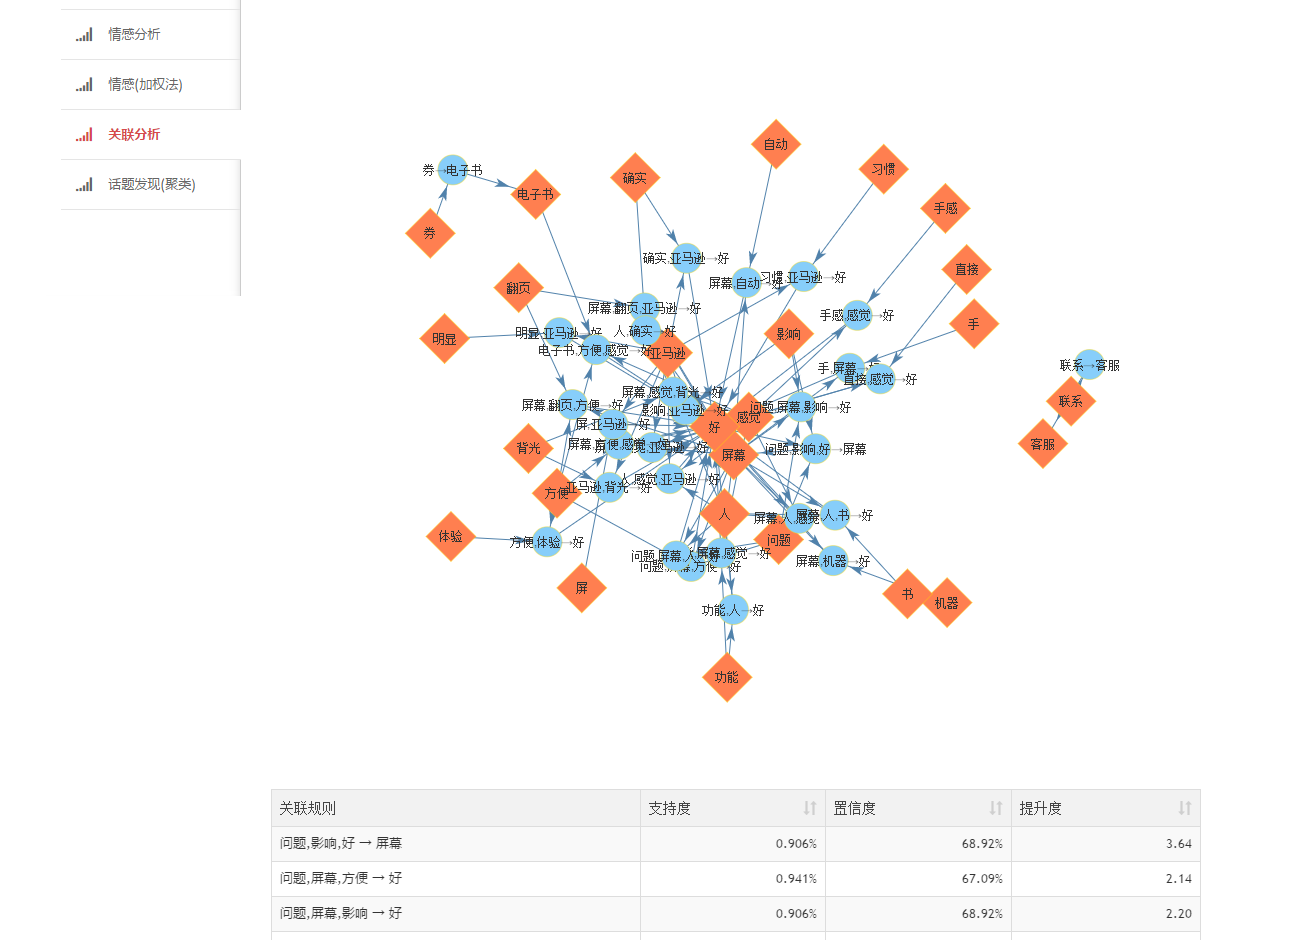 情感分析
情感(加权法)
关联分析
话题发现(聚类)
自动
确实
习惯
券→电子书
电子书
手感
券
确实,亚马逊→好
直接
习惯,亚马逊→好
屏幕,自动→好
翻页
屏幕,翻页,亚马逊→好
手感,感觉→好
手
明显
明显,亚马逊→好
人,确实→好
影响
电子书,方便,感觉→好
亚马逊
手,屏幕→好
联系→客服
直接,感觉→好
屏幕,感觉,背光→好
联系
屏幕,翻页,方便→好
影响,亚马逊→好
感觉
问题,屏幕,影响→好
屏,亚马逊→好
好
客服
背光
屏幕,方便,感觉→好
问题,影响,好→屏幕
屏幕
人,感觉,亚马逊→好
亚马逊,背光→好
方便
人
屏幕,人,感觉
屏幕,人,书→好
体验
方便,体验→好
问题
问题,屏幕,人→好
屏幕,感觉→好
问题,屏幕,方便→好
屏幕,机器→好
屏
书
机器
功能,人→好
功能
关联规则 支持度 置信度 提升度
问题,影响,好 → 屏幕 0.906% 68.92% 3.64
问题,屏幕,方便 → 好 0.941% 67.09% 2.14
问题,屏幕,影响 → 好 0.906% 68.92% 2.20